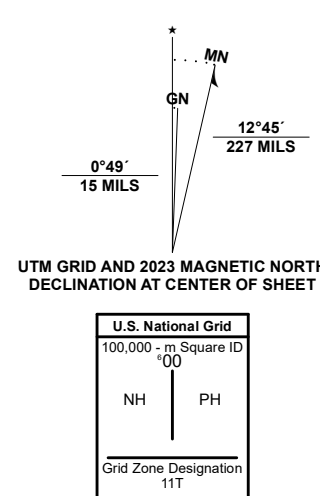 ★
MN
GN
12°45´
227 MILS
0°49´
15 MILS
UTM GRID AND 2023 MAGNETIC NORTH
DECLINATION AT CENTER OF SHEET
U.S. National Grid
100,000 - m Square ID
⁶00
NH PH
Grid Zone Designation
11T